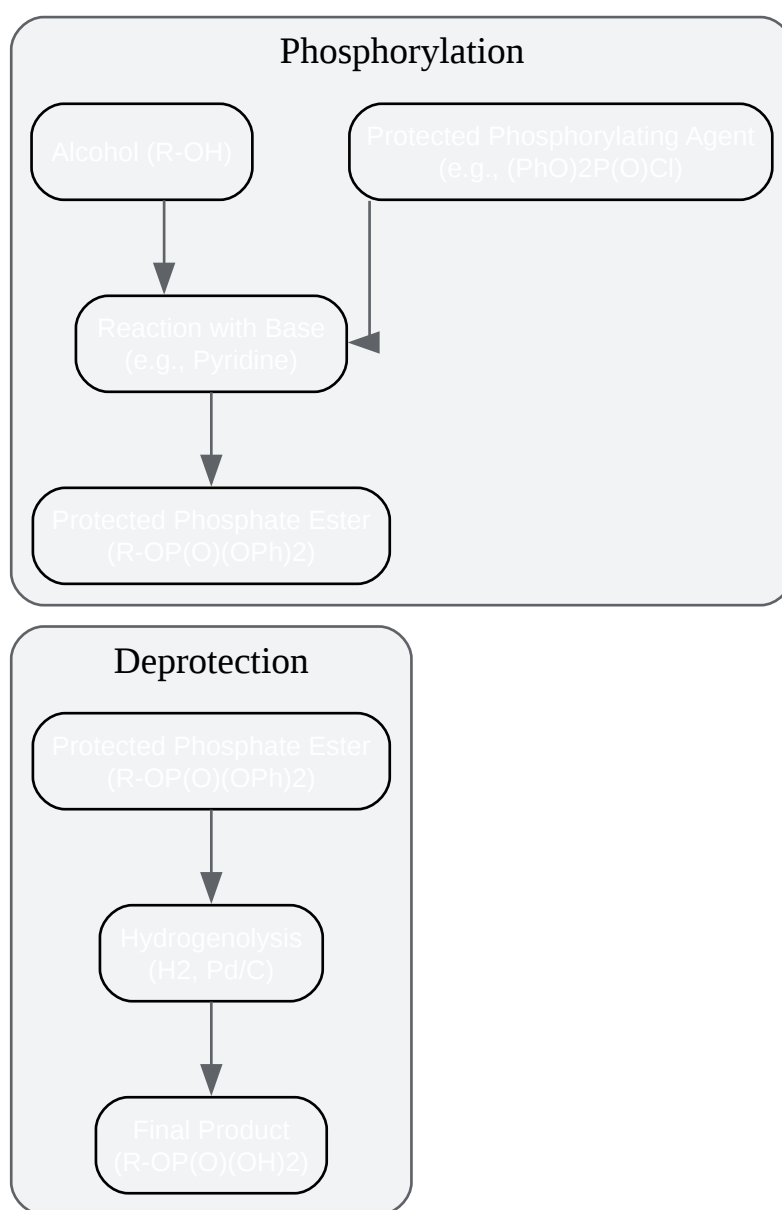 Phosphorylation
Alcohol (R-OH)
Protected Phosphorylating Agent
(e.g., (PhO)2P(O)Cl)
Reaction with Base
(e.g., Pyridine)
Protected Phosphate Ester
(R-OP(O)(OPh)2)
Deprotection
Protected Phosphate Ester
(R-OP(O)(OPh)2)
Hydrogenolysis
(H2, Pd/C)
Final Product
(R-OP(O)(OH)2)